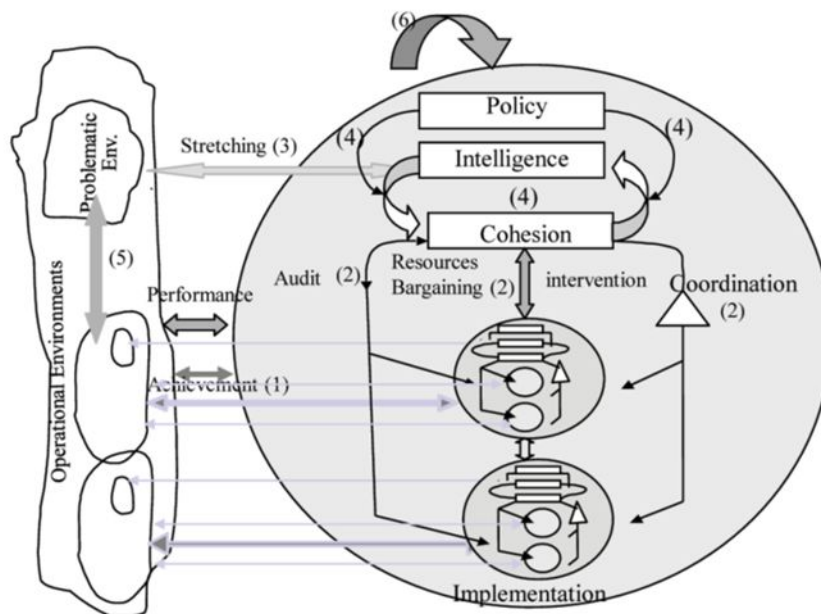 (6)
Policy
(4)
(4)
Stretching (3)
Intelligence
(4)
Cohesion
Problematic
Env.
(5)
Audit (2)
Resources
Bargaining (2)
intervention
Coordination
(2)
Performance
Achievement (1)
Operational Environments
Implementation